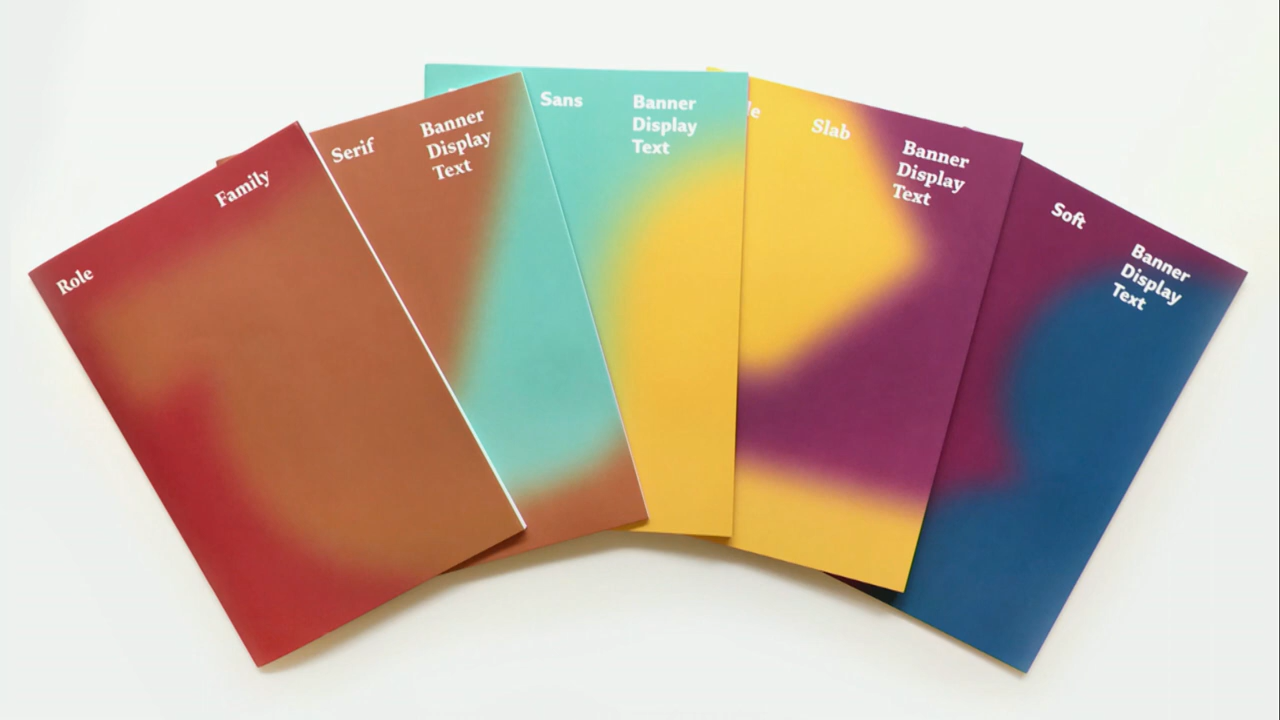 Role
Family
Serif
Banner
Display
Text
Sans
Banner
Display
Text
Slab
Banner
Display
Text
Soft
Banner
Display
Text